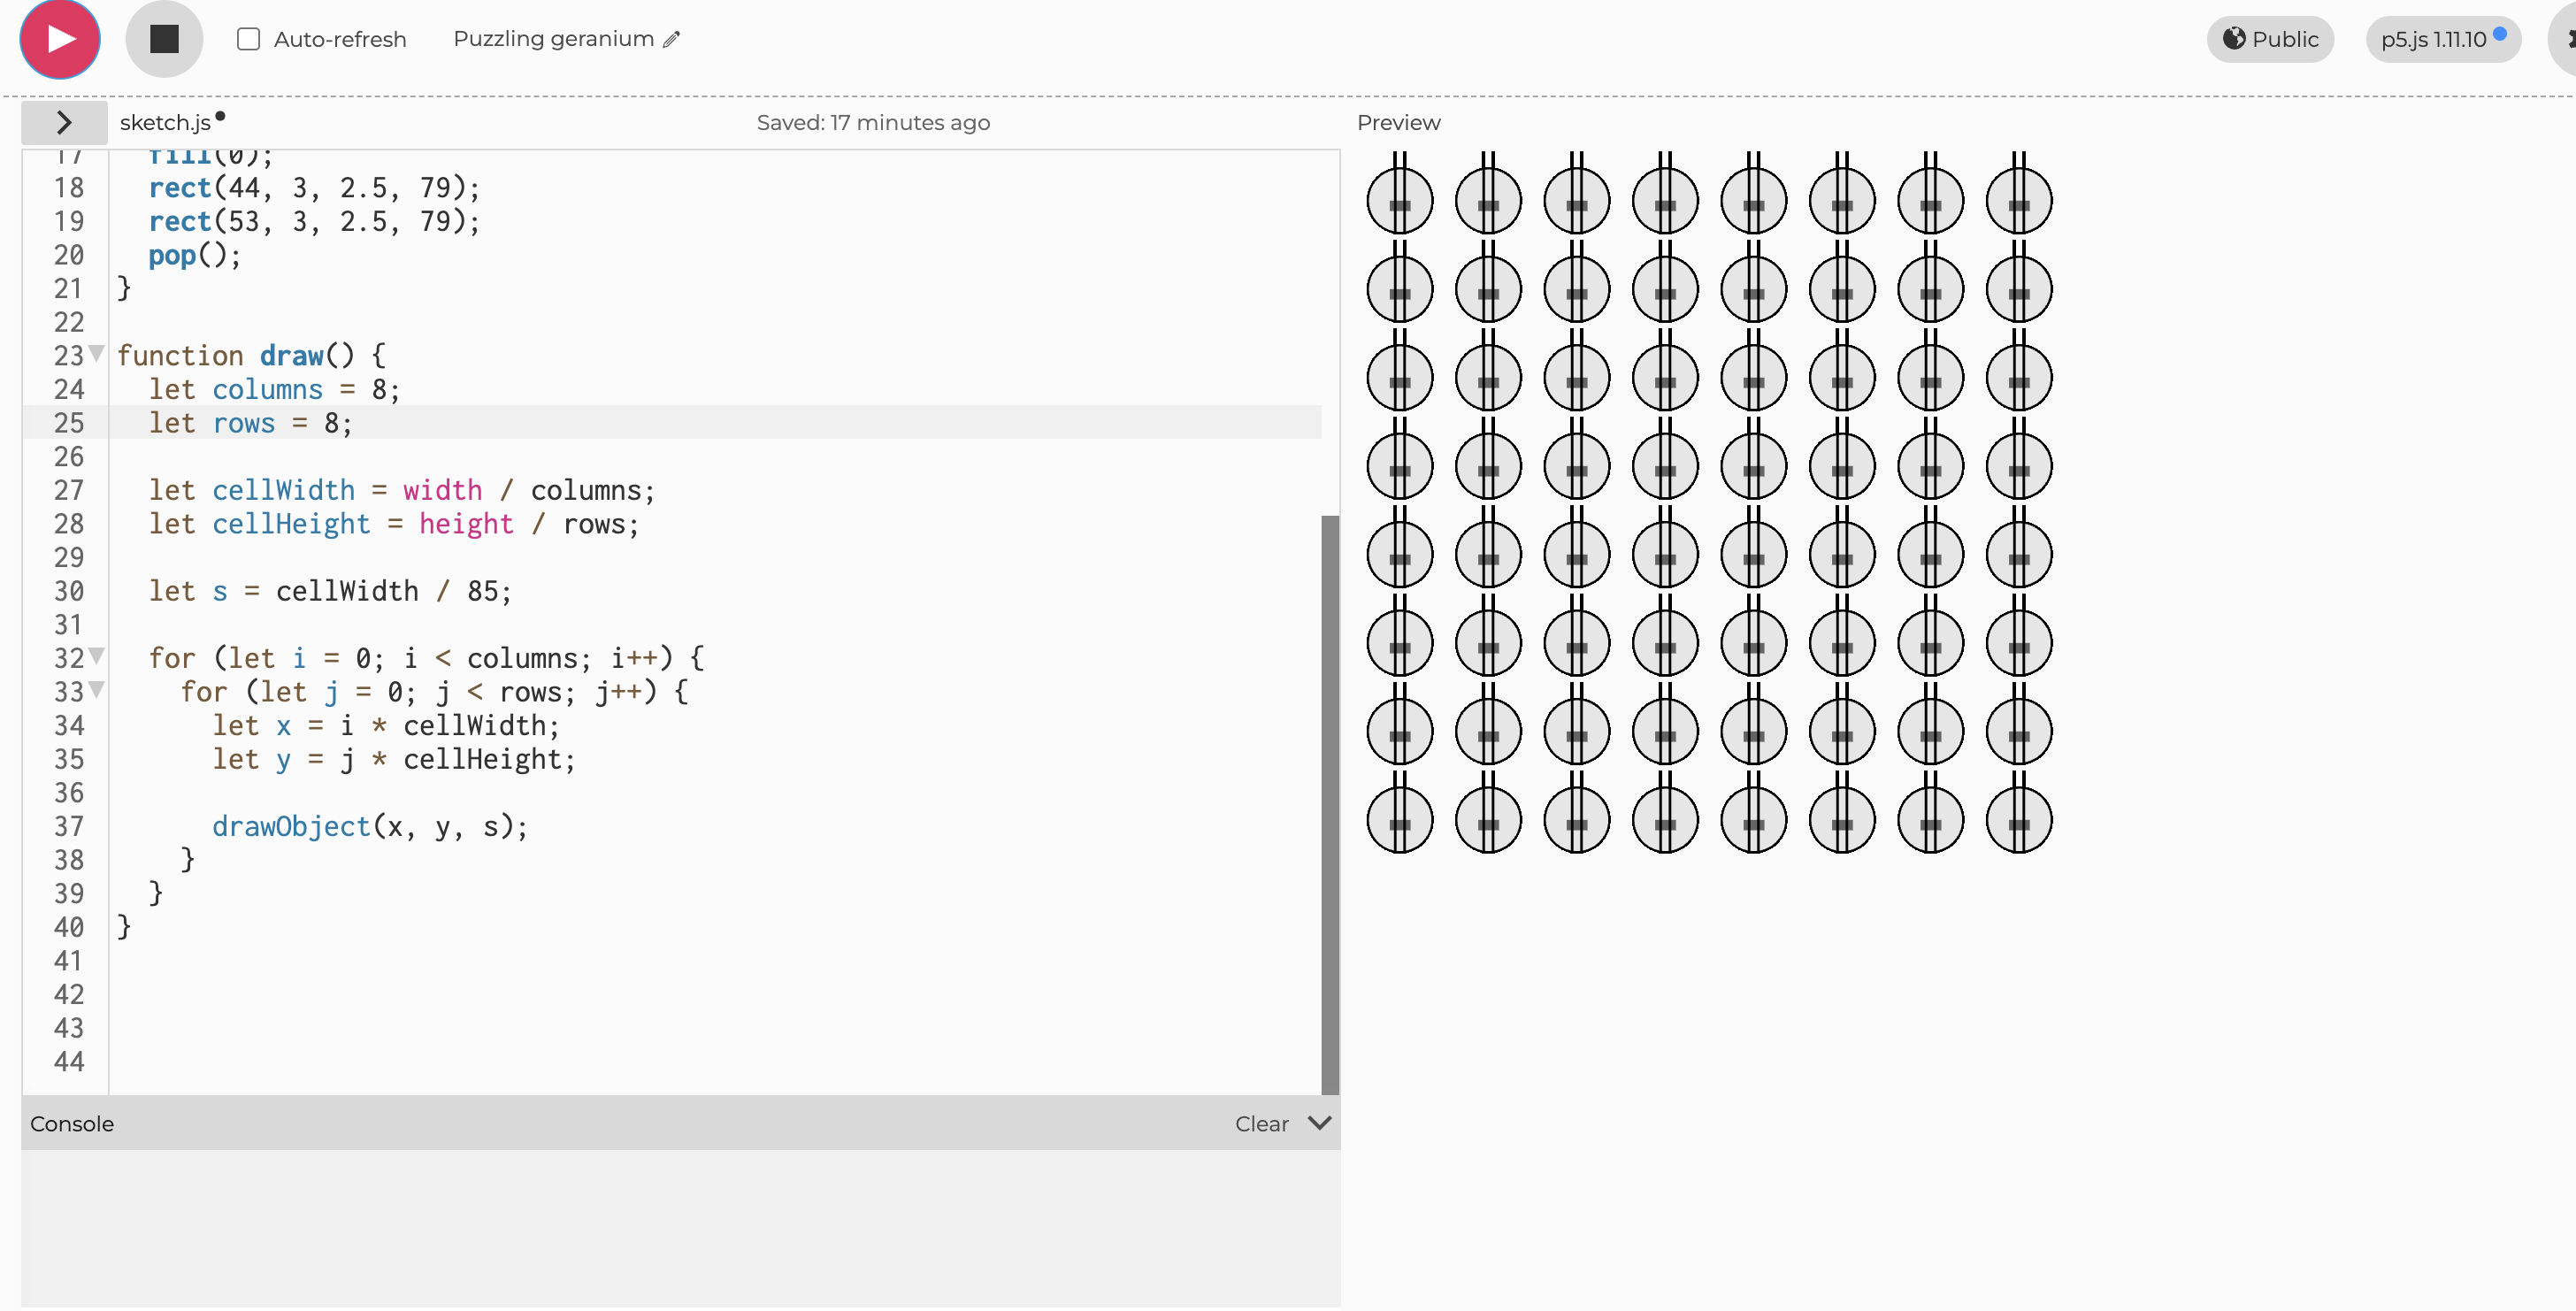 Auto-refresh Puzzling geranium Public p5.js 1.11.10
sketch.js Saved: 17 minutes ago Preview
17 fill(0);
18 rect(44, 3, 2.5, 79);
19 rect(53, 3, 2.5, 79);
20 pop();
21 }
22
23 function draw() {
24 let columns = 8;
25 let rows = 8;
26
27 let cellWidth = width / columns;
28 let cellHeight = height / rows;
29
30 let s = cellWidth / 85;
31
32 for (let i = 0; i < columns; i++) {
33 for (let j = 0; j < rows; j++) {
34 let x = i * cellWidth;
35 let y = j * cellHeight;
36
37 drawObject(x, y, s);
38 }
39 }
40 }
41
42
43
44
Console Clear